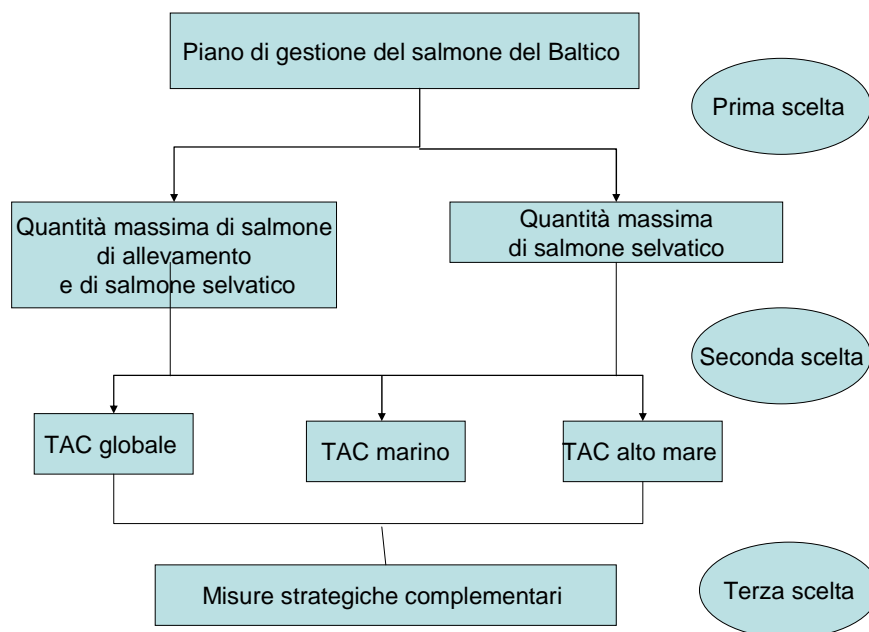 Piano di gestione del salmone del Baltico
Prima scelta
Quantità massima di salmone
di allevamento
e di salmone selvatico
Quantità massima
di salmone selvatico
Seconda scelta
TAC globale
TAC marino
TAC alto mare
Misure strategiche complementari
Terza scelta